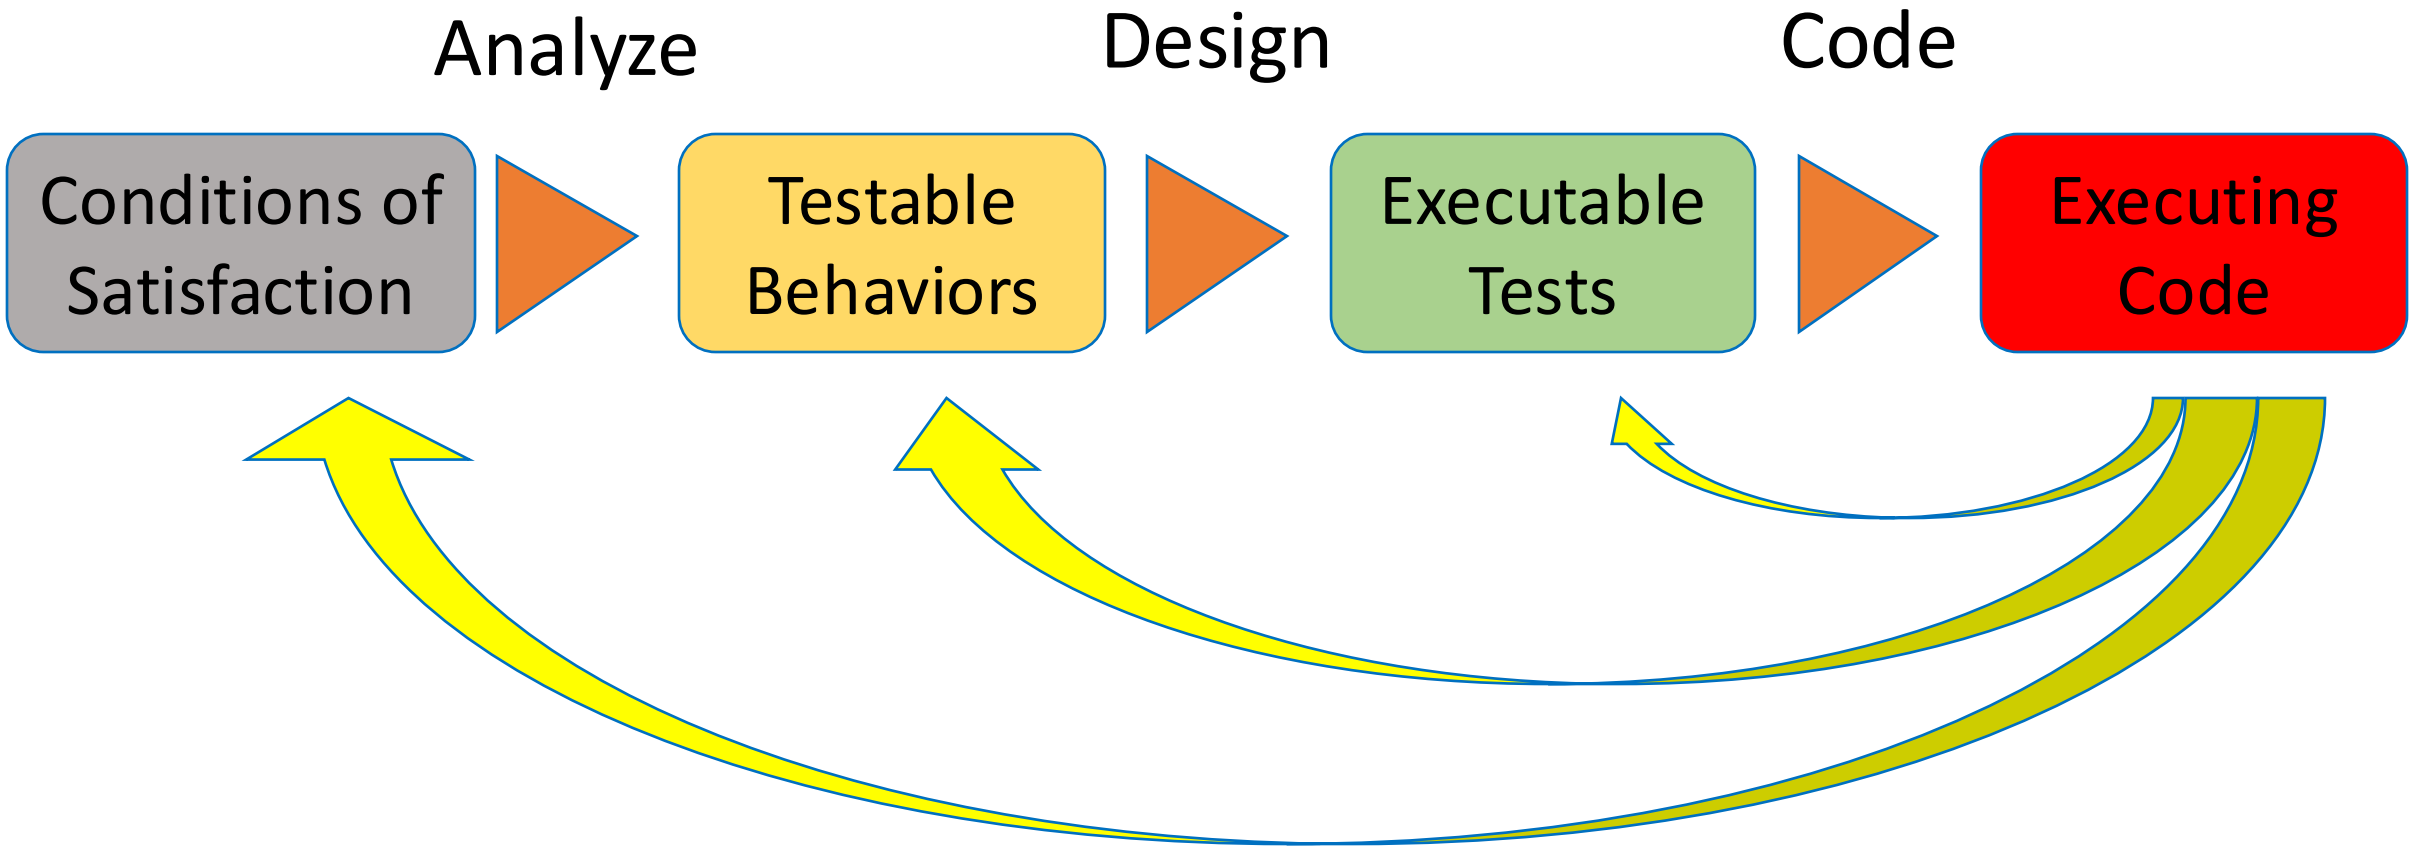 Analyze
Design
Code
Conditions of
Satisfaction
Testable
Behaviors
Executable
Tests
Executing
Code